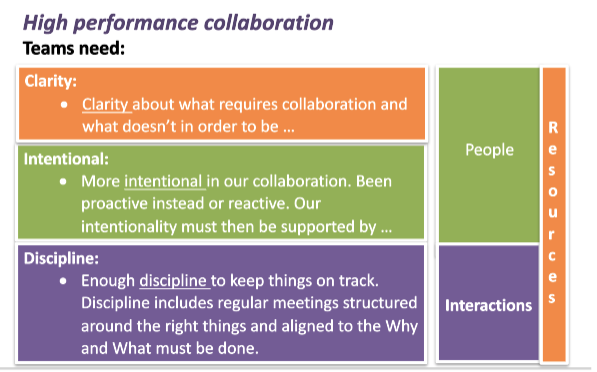 High performance collaboration
Teams need:
Clarity:
• Clarity about what requires collaboration and
what doesn't in order to be ...
Intentional:
• More intentional in our collaboration. Been
proactive instead or reactive. Our
intentionality must then be supported by ...
Discipline:
• Enough discipline to keep things on track.
Discipline includes regular meetings structured
around the right things and aligned to the Why
and What must be done.
People
Interactions
Resources